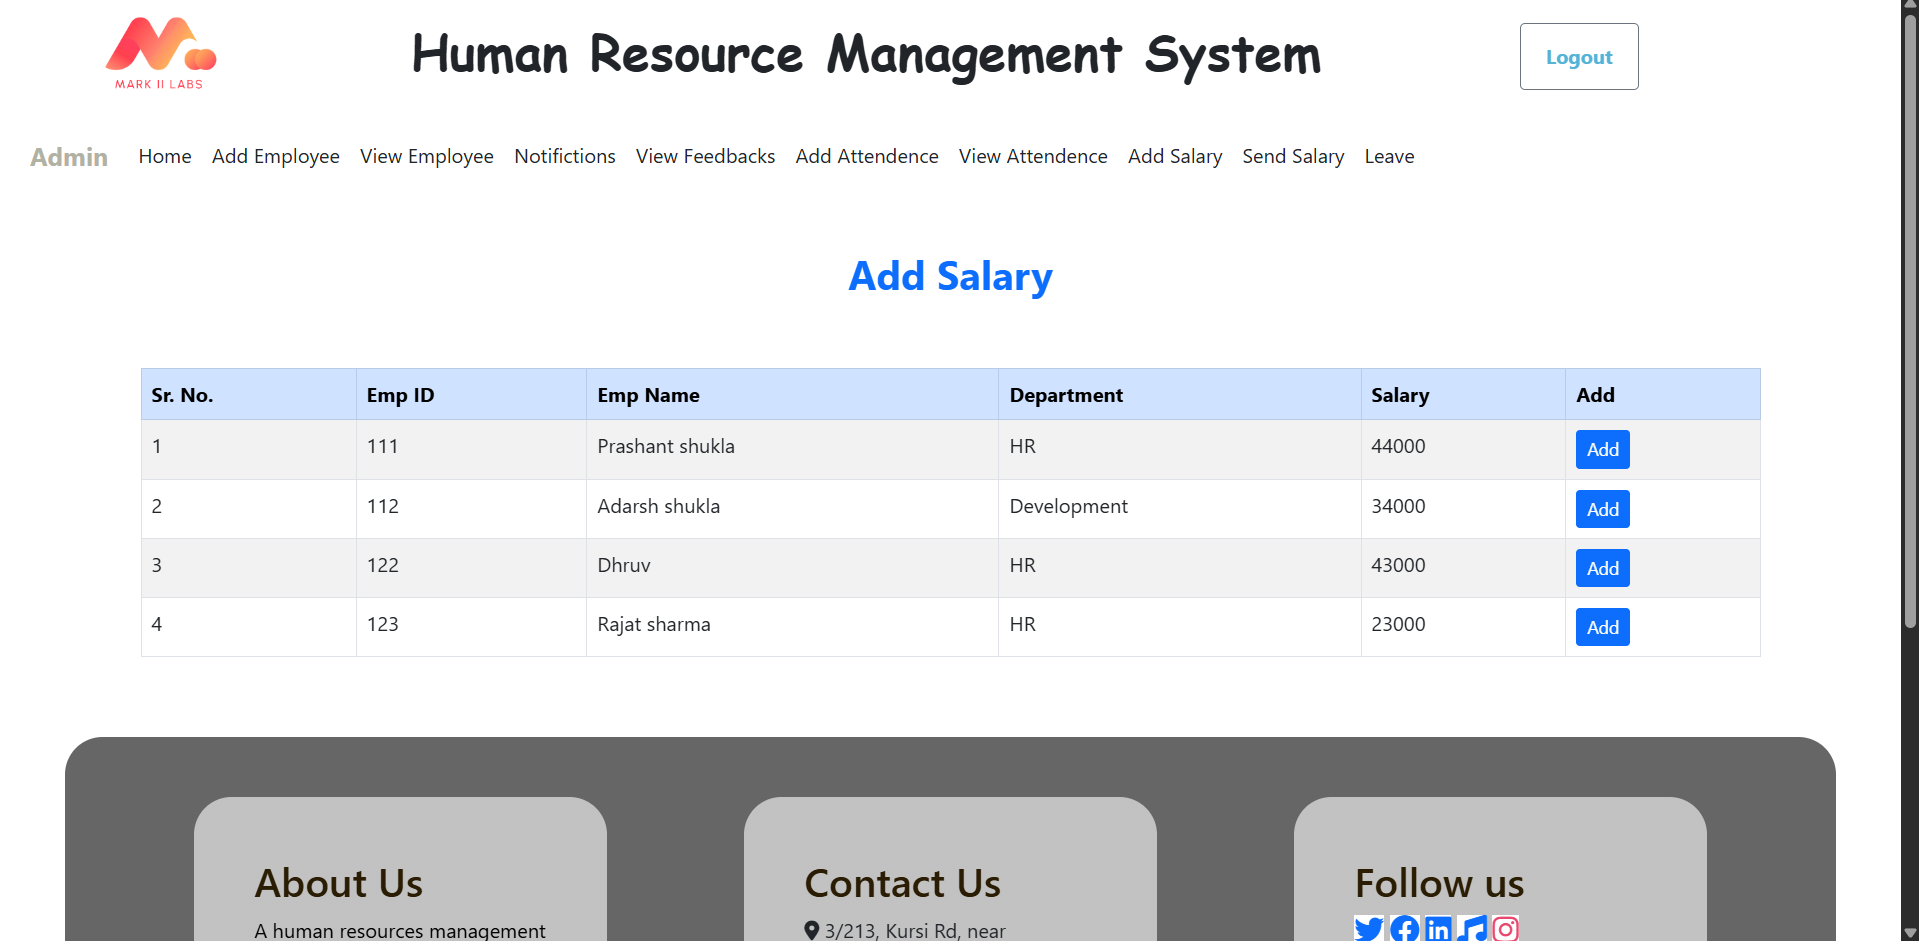 MARK II LABS
Human Resource Management System
Logout
Admin Home Add Employee View Employee Notifictions View Feedbacks Add Attendence View Attendence Add Salary Send Salary Leave
Add Salary
Sr. No. Emp ID Emp Name Department Salary Add
1 111 Prashant shukla HR 44000 Add
2 112 Adarsh shukla Development 34000 Add
3 122 Dhruv HR 43000 Add
4 123 Rajat sharma HR 23000 Add
About Us
A human resources management
Contact Us
3/213, Kursi Rd, near
Follow us